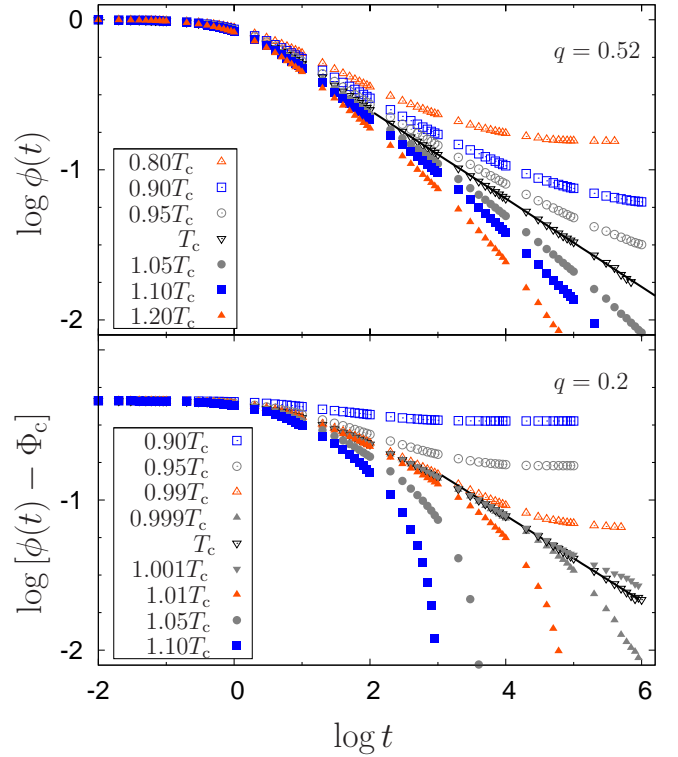 0.0
q = 0.52
log ϕ(t)
-1
0.80T_c
0.90T_c
0.95T_c
T_c
1.05T_c
1.10T_c
1.20T_c
-2
q = 0.2
log [ϕ(t) − Φ_c]
-1
0.90T_c
0.95T_c
0.99T_c
0.999T_c
T_c
1.001T_c
1.01T_c
1.05T_c
1.10T_c
-2
-2 0 2 4 6
log t